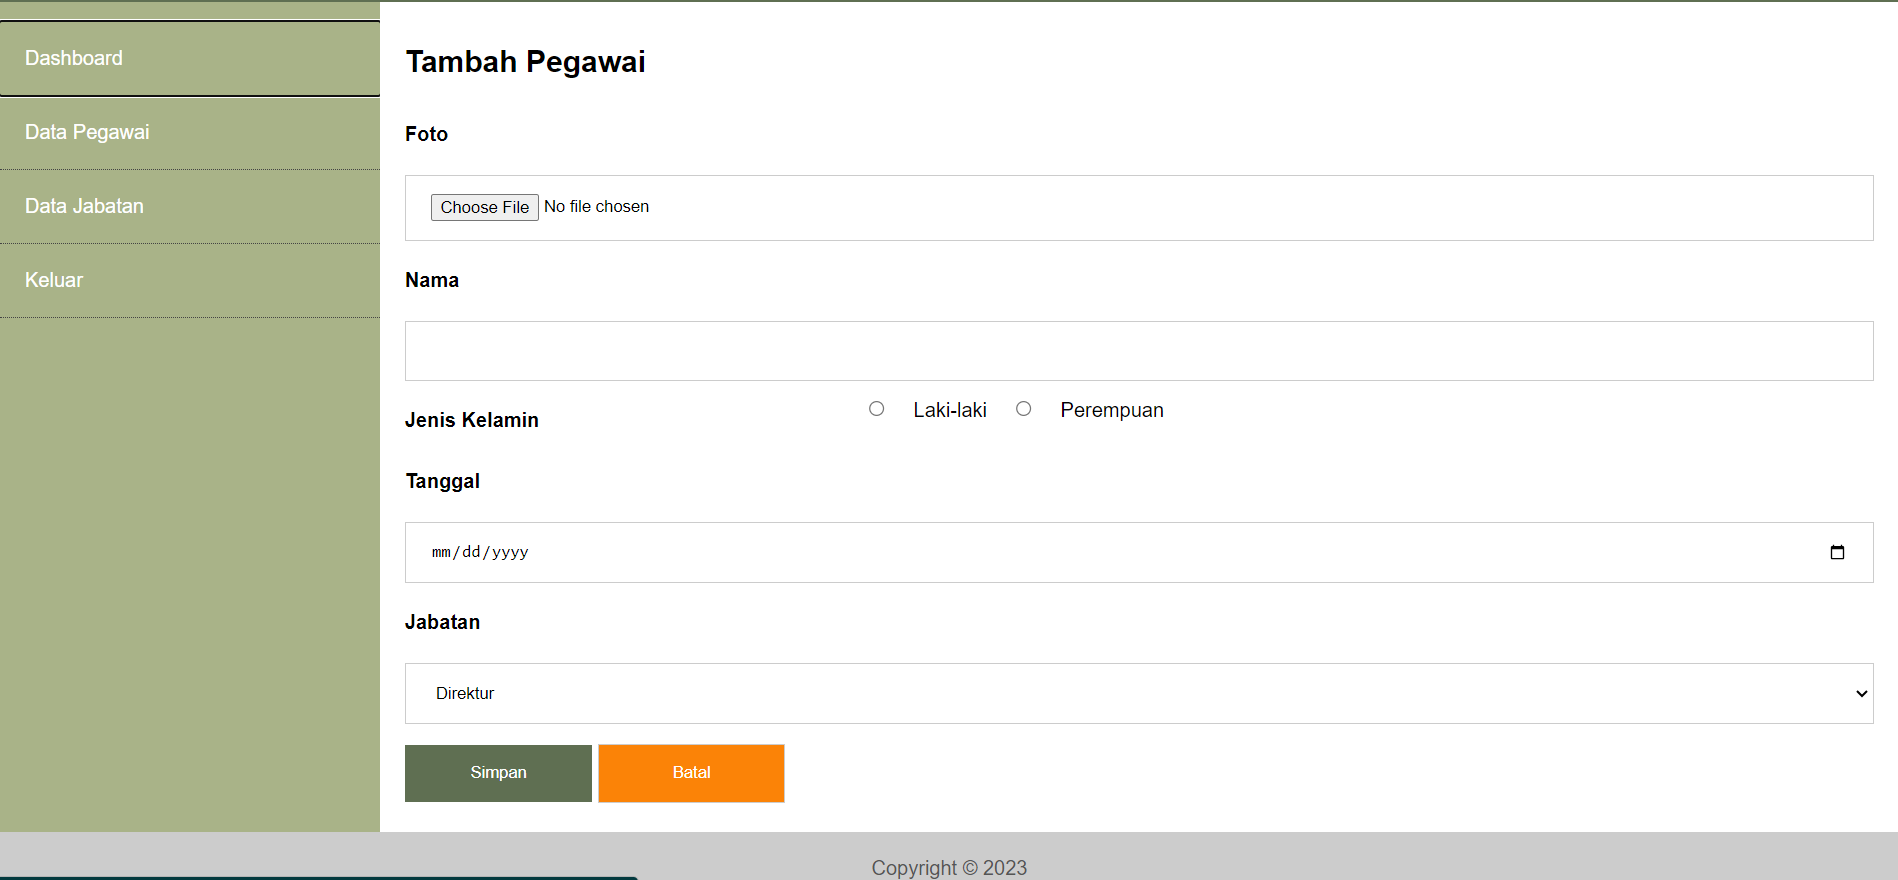 Dashboard
Data Pegawai
Data Jabatan
Keluar
Tambah Pegawai
Foto
Choose File No file chosen
Nama
Jenis Kelamin
Laki-laki Perempuan
Tanggal
mm/dd/yyyy
Jabatan
Direktur
Simpan Batal
Copyright © 2023